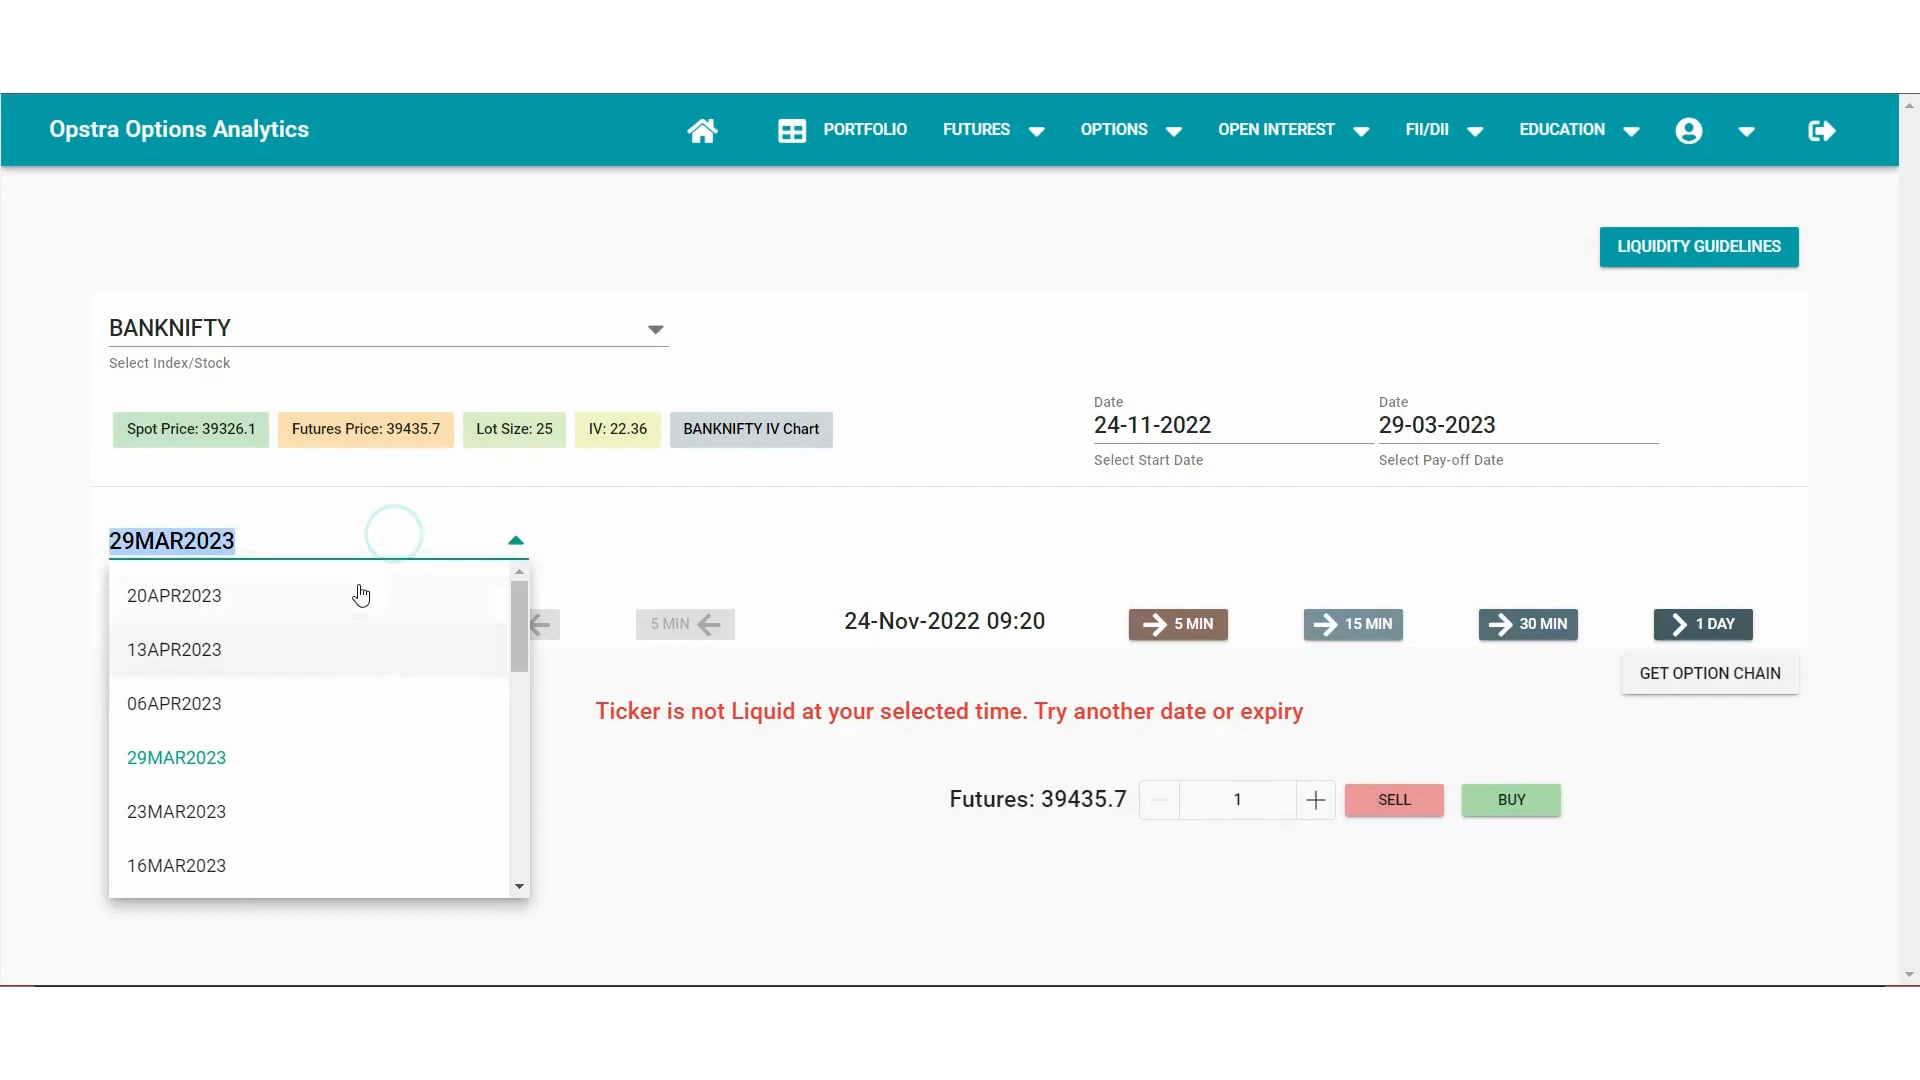 Opstra Options Analytics
PORTFOLIO
FUTURES
OPTIONS
OPEN INTEREST
FII/DII
EDUCATION
LIQUIDITY GUIDELINES
BANKNIFTY
Select Index/Stock
Spot Price: 39326.1
Futures Price: 39435.7
Lot Size: 25
IV: 22.36
BANKNIFTY IV Chart
Date
24-11-2022
Select Start Date
Date
29-03-2023
Select Pay-off Date
29MAR2023
20APR2023
13APR2023
06APR2023
29MAR2023
23MAR2023
16MAR2023
5 MIN
24-Nov-2022 09:20
5 MIN
15 MIN
30 MIN
1 DAY
GET OPTION CHAIN
Ticker is not Liquid at your selected time. Try another date or expiry
Futures: 39435.7
1
SELL
BUY